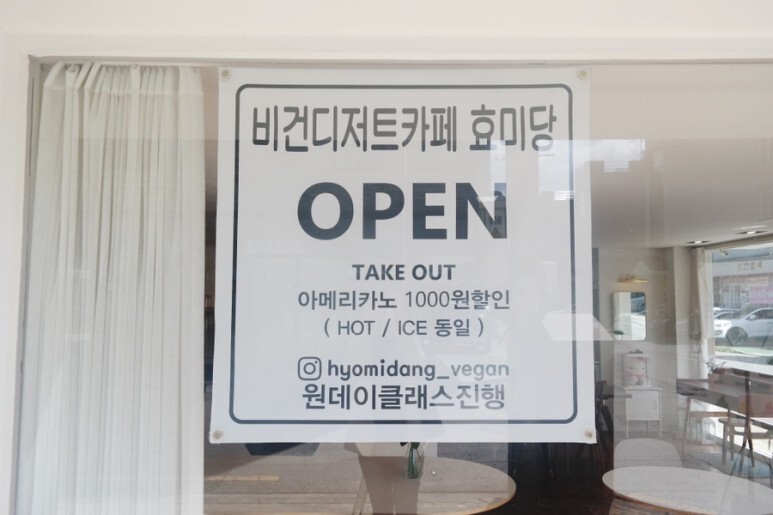 비건디저트카페 효미당
OPEN
TAKE OUT
아메리카노 1000원할인
( HOT / ICE 동일 )
hyomidang_vegan
원데이클래스진행